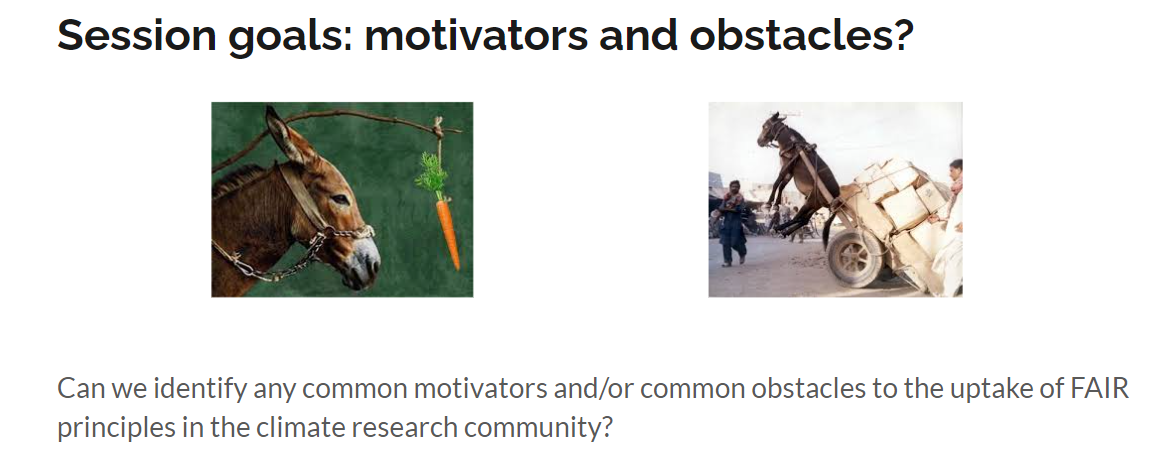 Session goals: motivators and obstacles?
Can we identify any common motivators and/or common obstacles to the uptake of FAIR
principles in the climate research community?